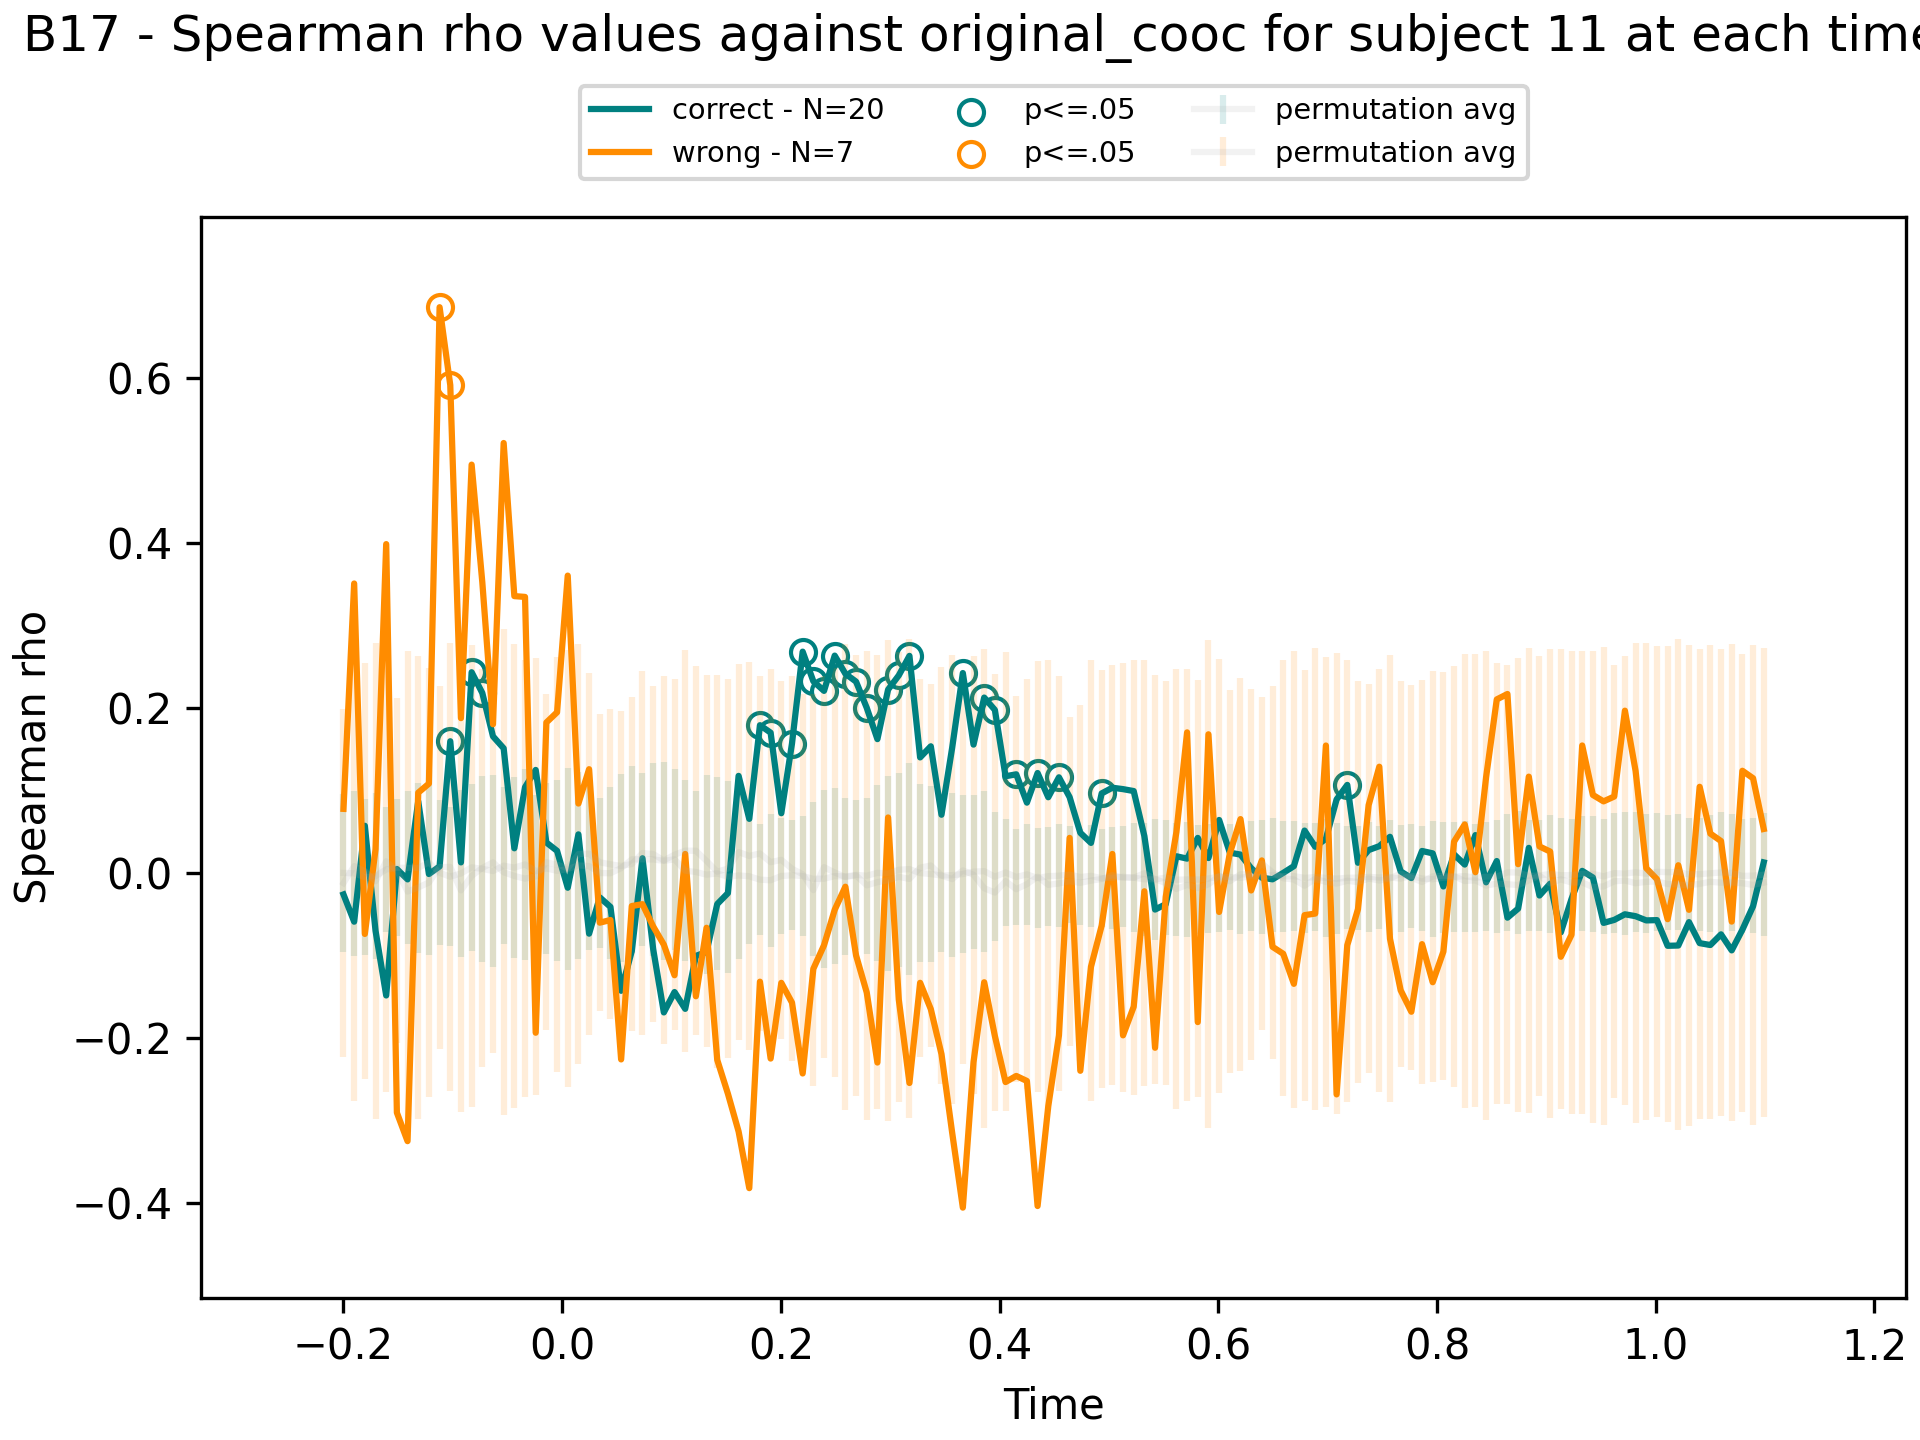 B17 - Spearman rho values against original_cooc for subject 11 at each time
correct - N=20
wrong - N=7
p<=.05
p<=.05
permutation avg
permutation avg
Spearman rho
0.6
0.4
0.2
0.0
−0.2
−0.4
−0.2 0.0 0.2 0.4 0.6 0.8 1.0 1.2
Time